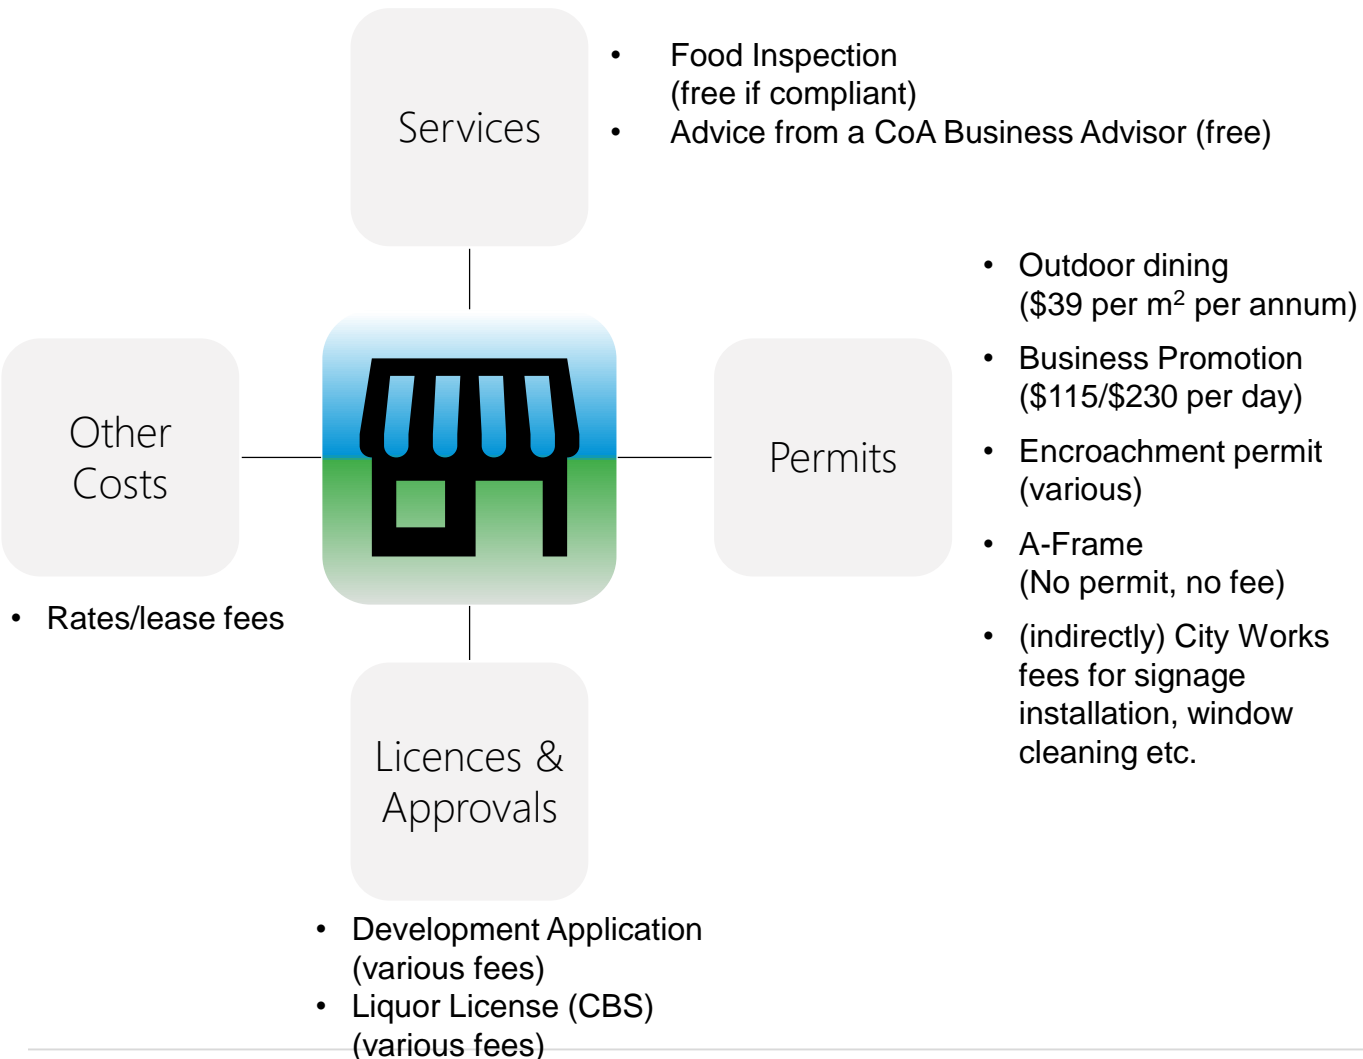 Services
• Food Inspection
(free if compliant)
• Advice from a CoA Business Advisor (free)
Other
Costs
• Rates/lease fees
Permits
• Outdoor dining
($39 per m² per annum)
• Business Promotion
($115/$230 per day)
• Encroachment permit
(various)
• A-Frame
(No permit, no fee)
• (indirectly) City Works
fees for signage
installation, window
cleaning etc.
Licences &
Approvals
• Development Application
(various fees)
• Liquor License (CBS)
(various fees)